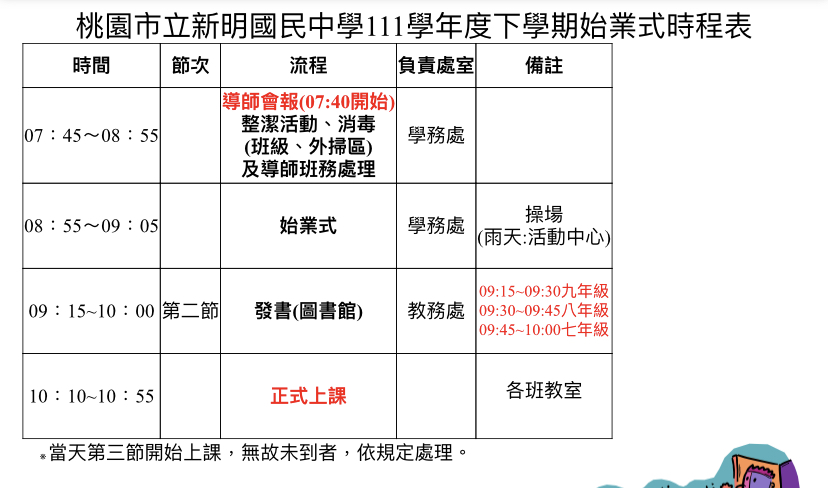 桃園市立新明國民中學111學年度下學期始業式時程表
時間 節次 流程 負責處室 備註
導師會報(07:40開始)
整潔活動、消毒
07：45～08：55 學務處
(班級、外掃區)
及導師班務處理
操場
08：55～09：05 始業式 學務處
(雨天:活動中心)
09:15~09:30九年級
09：15~10：00 第二節 發書(圖書館) 教務處 09:30~09:45八年級
09:45~10:00七年級
10：10~10：55 正式上課 各班教室
*當天第三節開始上課，無故未到者，依規定處理。